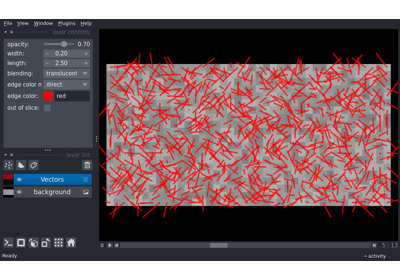 File View Window Plugins Help
layer controls
opacity: 0.70
width: 0.20
length: 2.50
blending: translucent
edge color m direct
edge color: red
out of slice:
layer list
Vectors
background
0 5 13
Ready activity